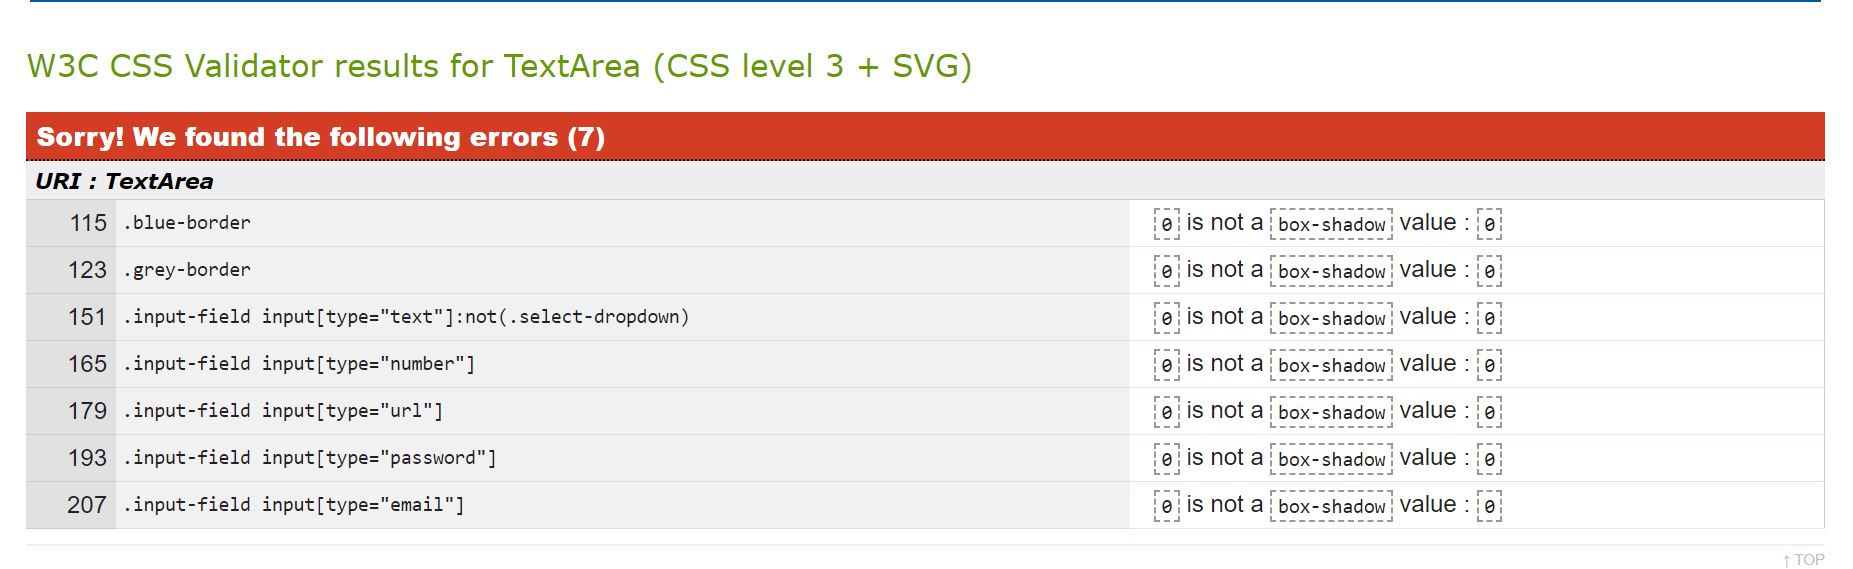 W3C CSS Validator results for TextArea (CSS level 3 + SVG)
Sorry! We found the following errors (7)
URI : TextArea
115 .blue-border 0 is not a box-shadow value : 0
123 .grey-border 0 is not a box-shadow value : 0
151 .input-field input[type="text"]:not(.select-dropdown) 0 is not a box-shadow value : 0
165 .input-field input[type="number"] 0 is not a box-shadow value : 0
179 .input-field input[type="url"] 0 is not a box-shadow value : 0
193 .input-field input[type="password"] 0 is not a box-shadow value : 0
207 .input-field input[type="email"] 0 is not a box-shadow value : 0
↑ TOP